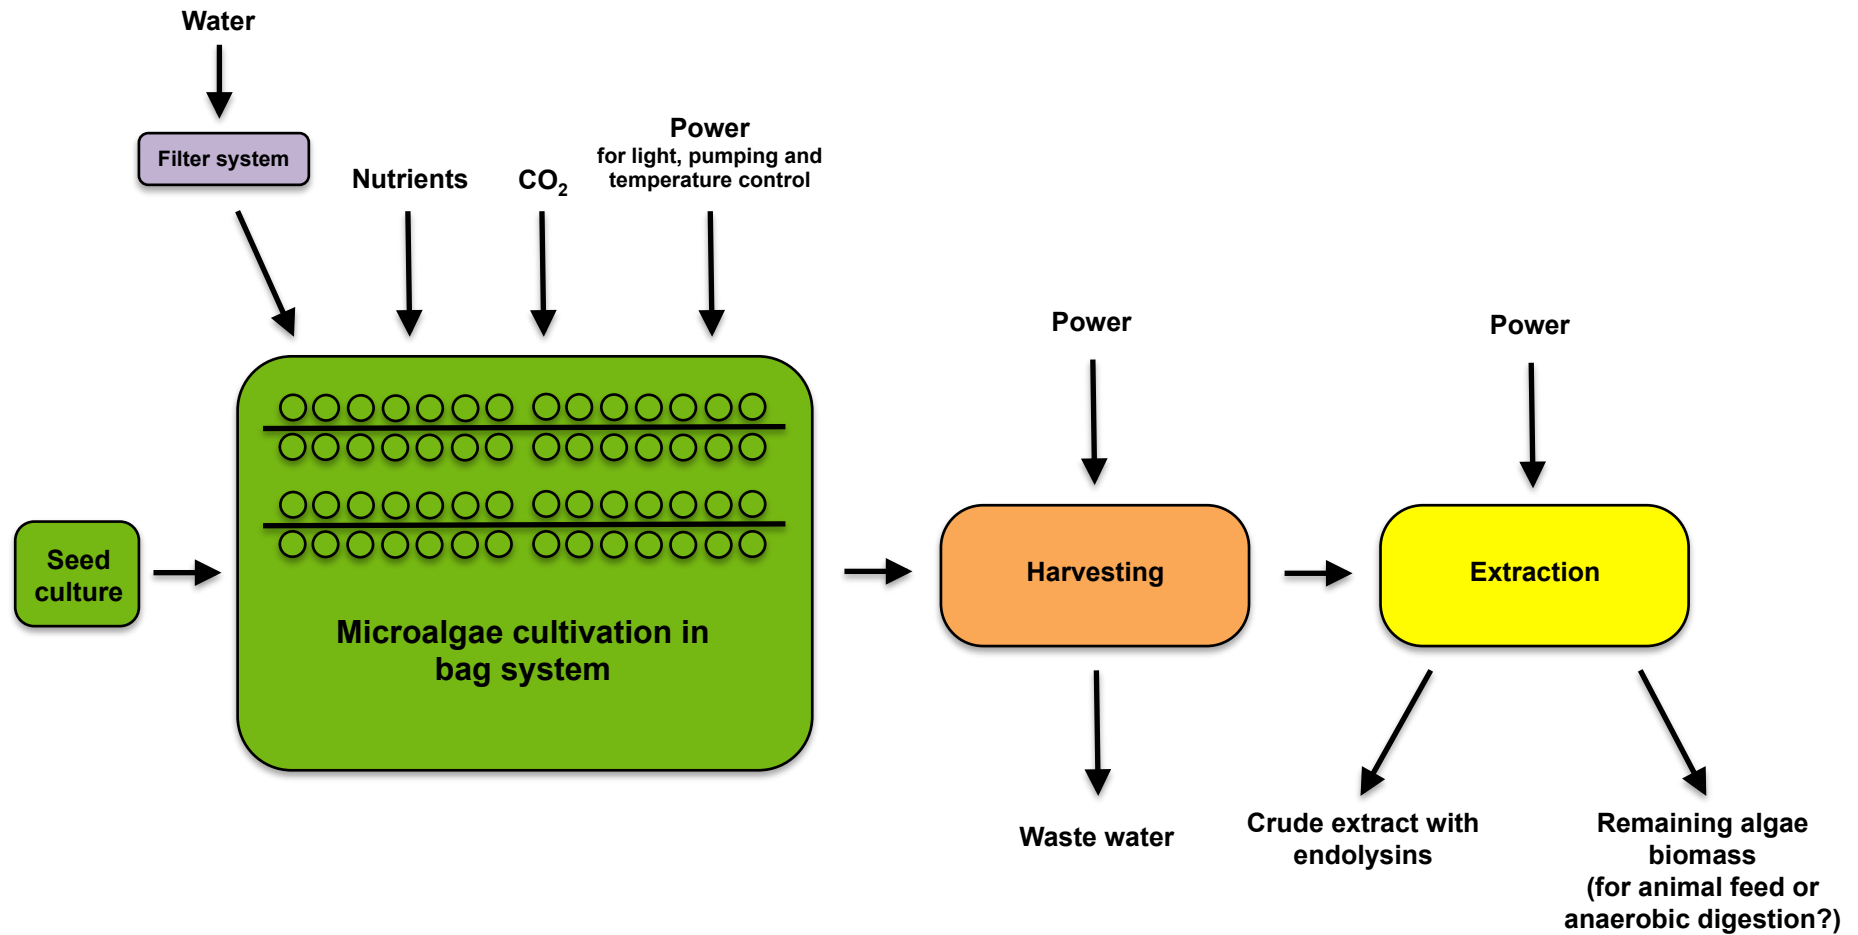 Water
Filter system
Nutrients
CO₂
Power
for light, pumping and
temperature control
Seed
culture
Microalgae cultivation in
bag system
Power
Harvesting
Waste water
Power
Extraction
Crude extract with
endolysins
Remaining algae
biomass
(for animal feed or
anaerobic digestion?)